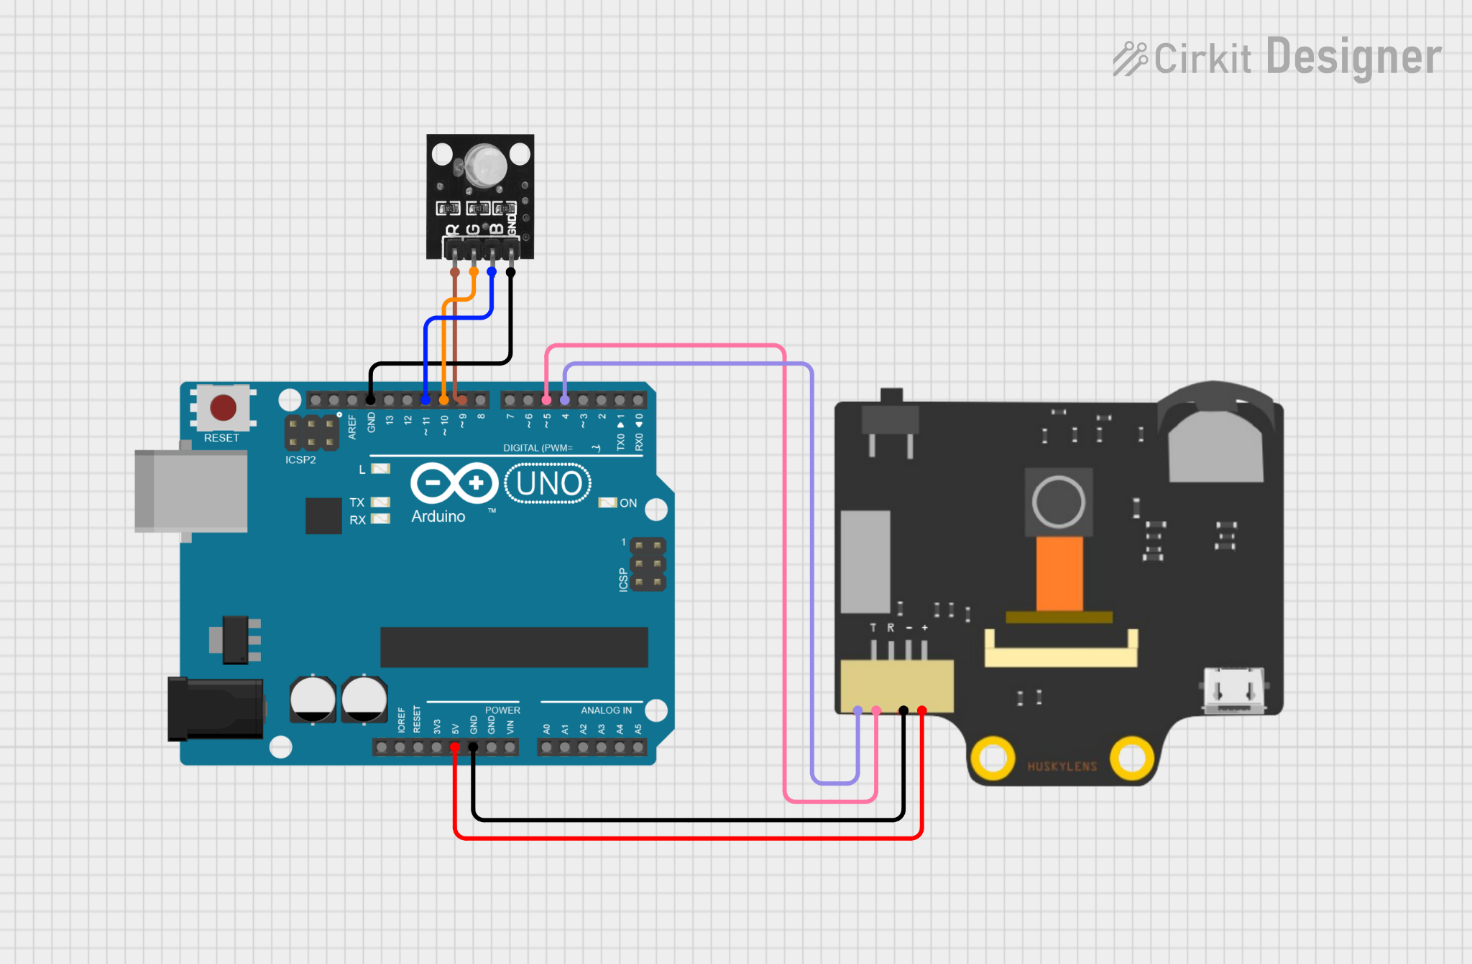 Cirkit Designer
R G B GND
RESET
ICSP2
AREF
GND
13
12
~ 11
~ 10
~9
8
7
~6
~5
4
~3
2
TX0 ▶ 1
RX0 ◀ 0
DIGITAL (PWM= ~)
L
TX
RX
UNO
Arduino ™
ON
1
ICSP
T R - +
POWER
ANALOG IN
IOREF
RESET
3V3
5V
GND
GND
VIN
A0
A1
A2
A3
A4
A5
HUSKYLENS